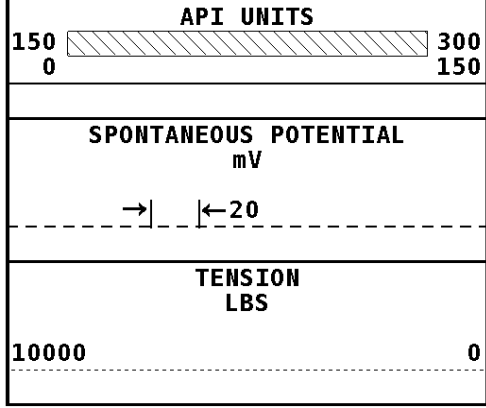 API UNITS
150 300
0 150
SPONTANEOUS POTENTIAL
mV
→ ←20
TENSION
LBS
10000 0